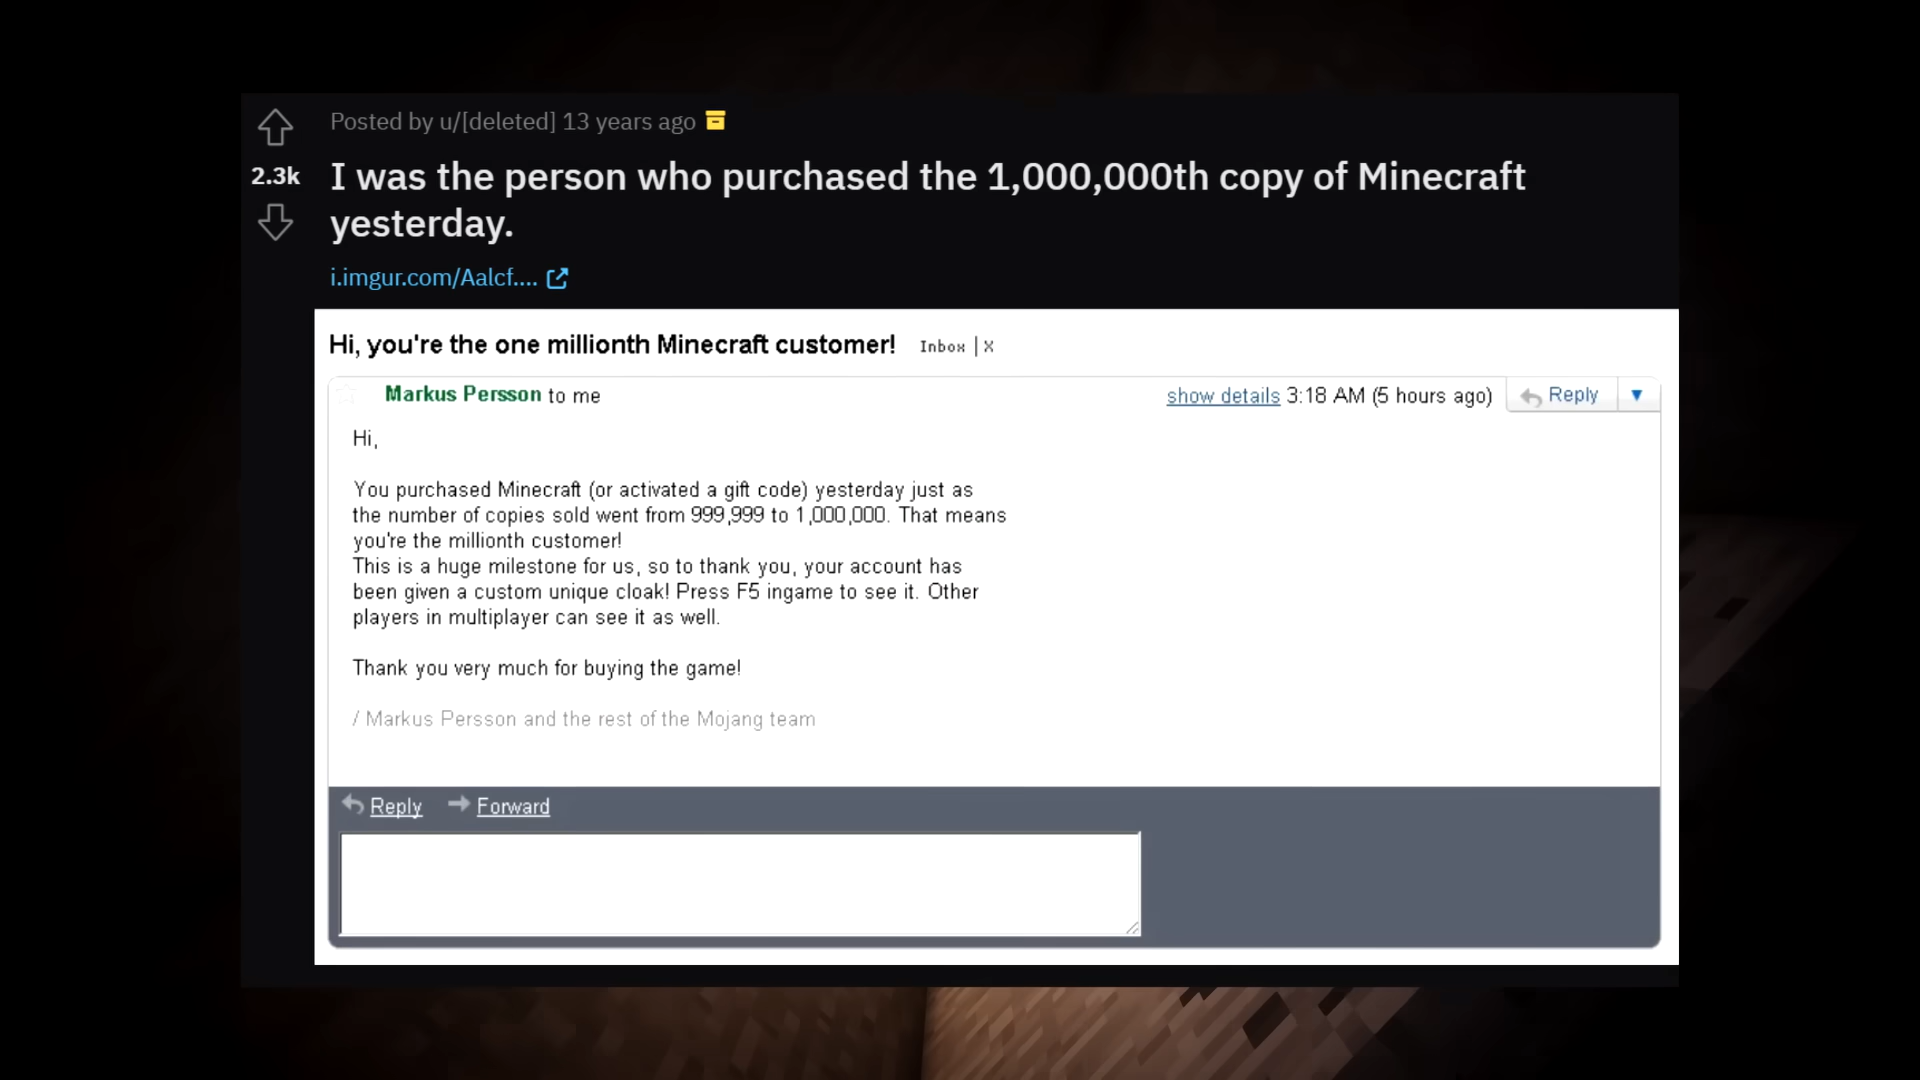 Posted by u/[deleted] 13 years ago
2.3k
I was the person who purchased the 1,000,000th copy of Minecraft
yesterday.
i.imgur.com/Aalcf....
Hi, you're the one millionth Minecraft customer! Inbox | X
Markus Persson to me show details 3:18 AM (5 hours ago) Reply
Hi,
You purchased Minecraft (or activated a gift code) yesterday just as
the number of copies sold went from 999,999 to 1,000,000. That means
you're the millionth customer!
This is a huge milestone for us, so to thank you, your account has
been given a custom unique cloak! Press F5 ingame to see it. Other
players in multiplayer can see it as well.
Thank you very much for buying the game!
/ Markus Persson and the rest of the Mojang team
Reply Forward